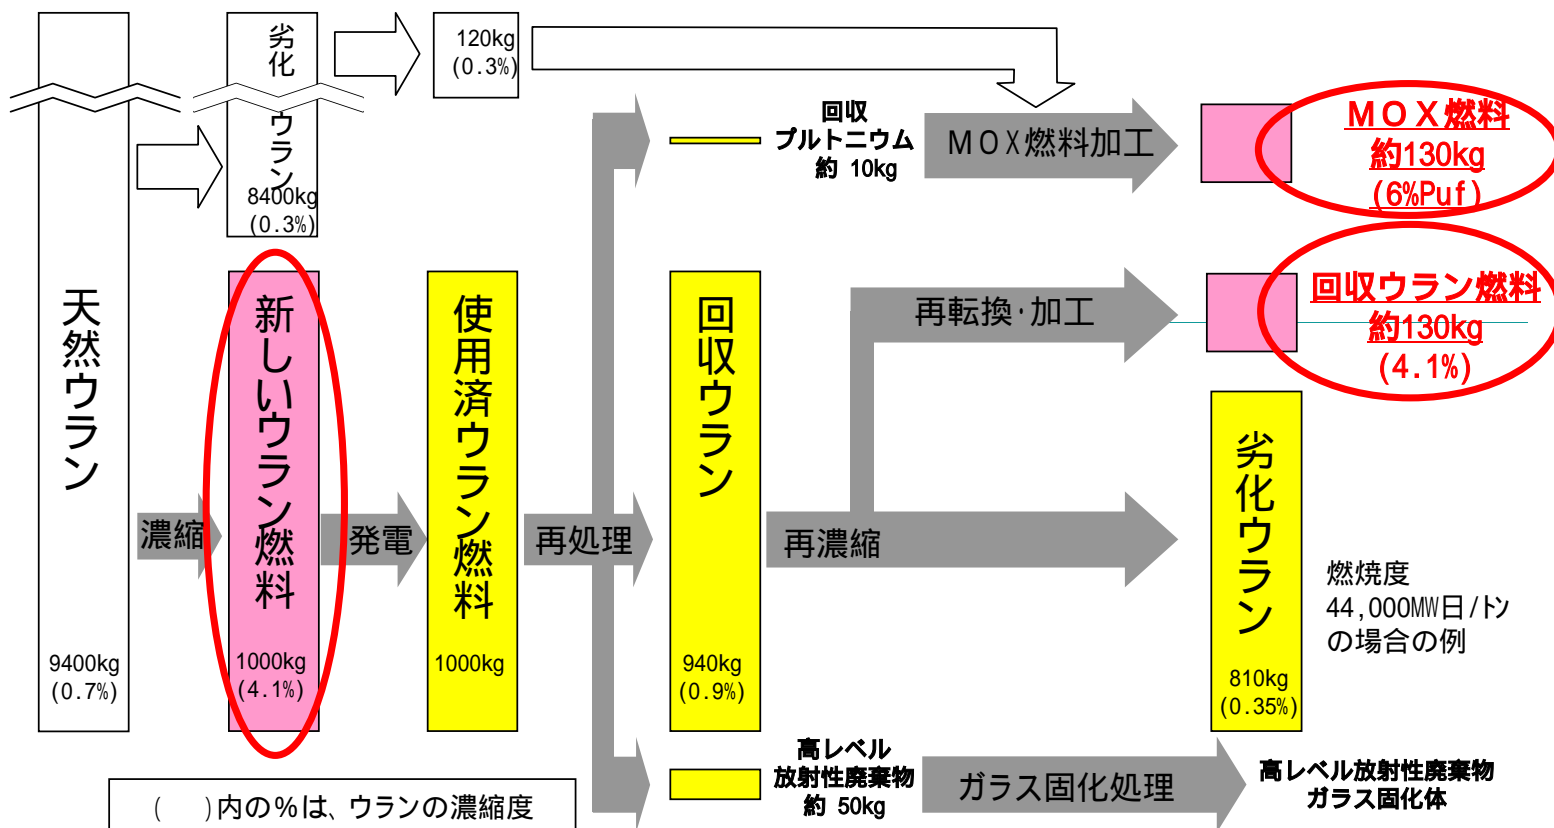 天然ウラン
9400kg
(0.7%)
濃縮
劣化ウラン
8400kg
(0.3%)
120kg
(0.3%)
新しいウラン燃料
1000kg
(4.1%)
発電
使用済ウラン燃料
1000kg
再処理
回収
プルトニウム
約 10kg
MOX燃料加工
MOX燃料
約130kg
(6%Puf)
回収ウラン
940kg
(0.9%)
再濃縮
再転換・加工
回収ウラン燃料
約130kg
(4.1%)
劣化ウラン
810kg
(0.35%)
燃焼度
44,000MW日/トン
の場合の例
高レベル
放射性廃棄物
約 50kg
ガラス固化処理
高レベル放射性廃棄物
ガラス固化体
(　)内の%は、ウランの濃縮度